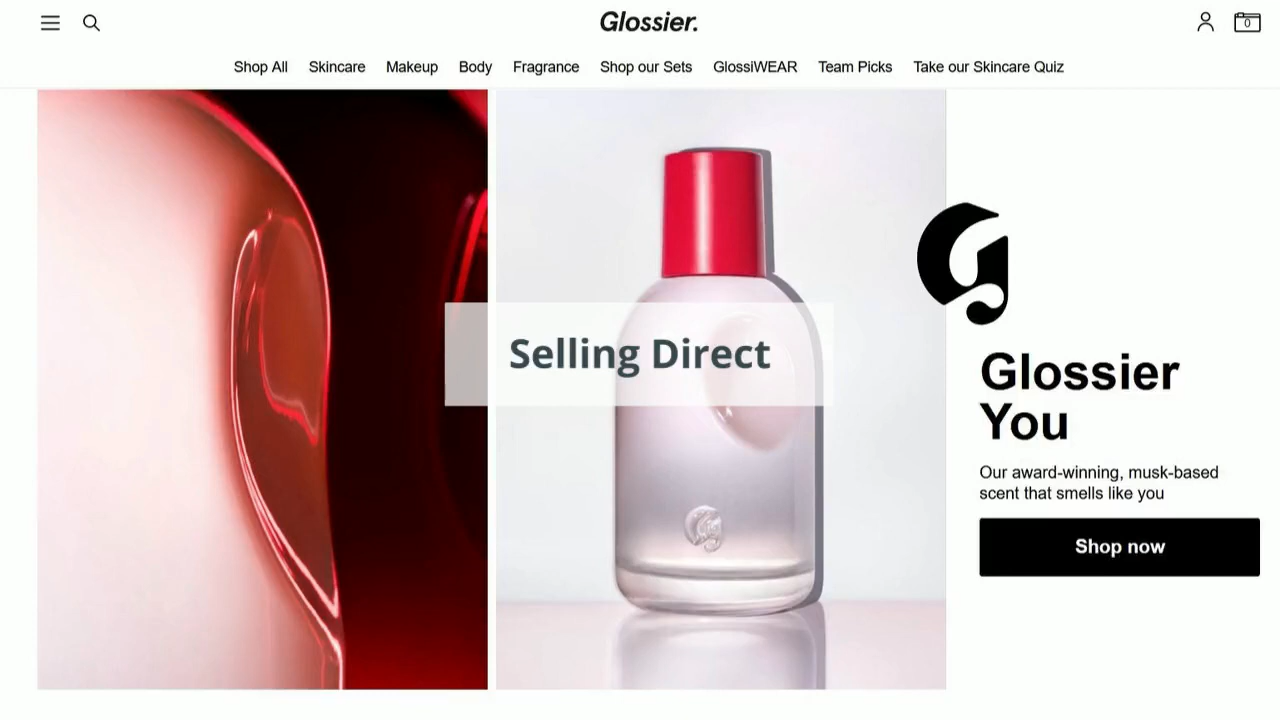 Glossier.
0
Shop All Skincare Makeup Body Fragrance Shop our Sets GlossiWEAR Team Picks Take our Skincare Quiz
Selling Direct
Glossier
You
Our award-winning, musk-based
scent that smells like you
Shop now